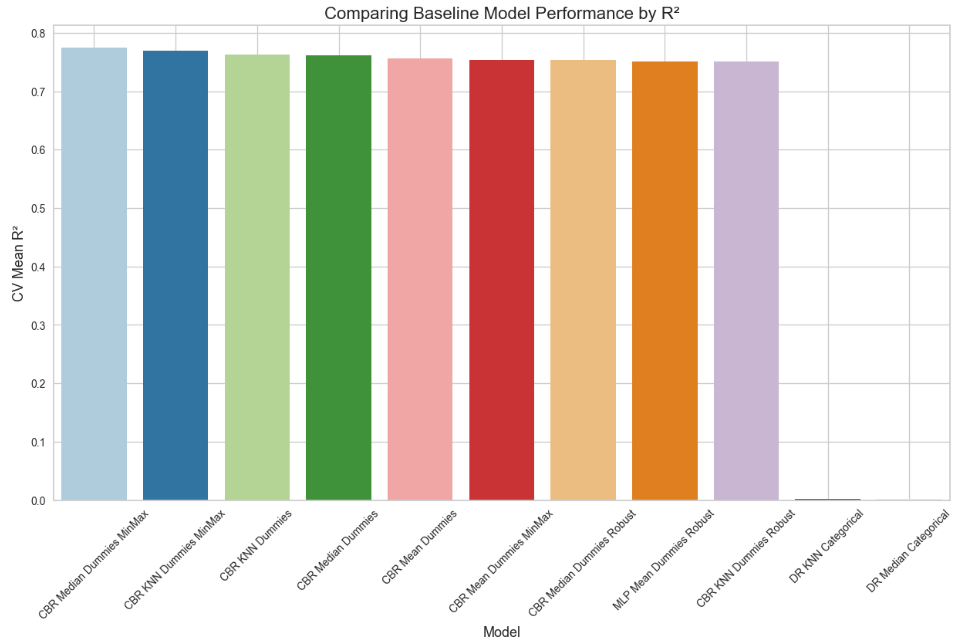 Comparing Baseline Model Performance by R²
CV Mean R²
0.8
0.7
0.6
0.5
0.4
0.3
0.2
0.1
0.0
CBR Median Dummies MinMax
CBR KNN Dummies MinMax
CBR KNN Dummies
CBR Median Dummies
CBR Mean Dummies
CBR Mean Dummies MinMax
CBR Median Dummies Robust
MLP Mean Dummies Robust
CBR KNN Dummies Robust
DR KNN Categorical
DR Median Categorical
Model